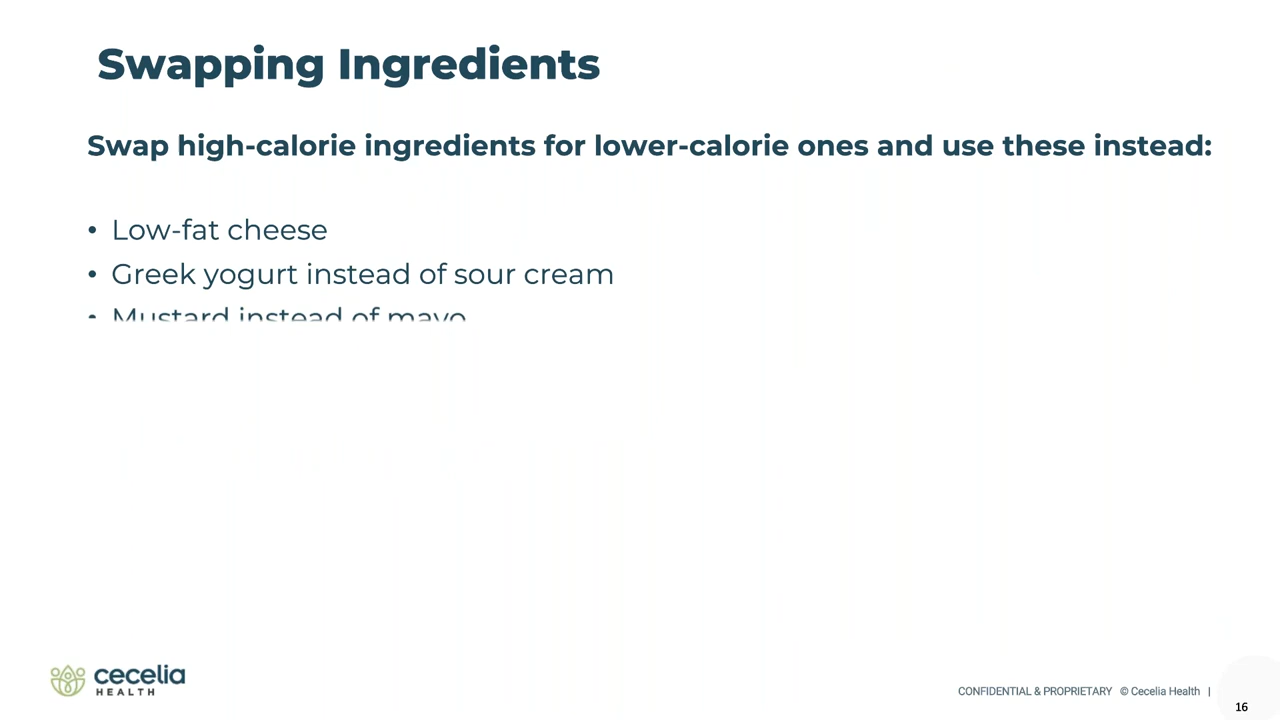 Swapping Ingredients
Swap high-calorie ingredients for lower-calorie ones and use these instead:
• Low-fat cheese
• Greek yogurt instead of sour cream
• Mustard instead of mayo
cecelia
HEALTH
CONFIDENTIAL & PROPRIETARY © Cecelia Health |
16